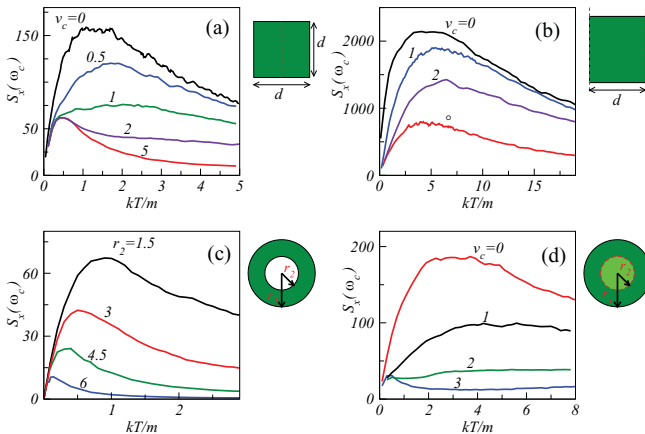 (a)
S_x(ω_c)
150
75
50
25
0
v_c=0
0.5
1
2
5
0 1 2 3 4 5
kT/m
d
d
(b)
S_x(ω_c)
2000
1800
1000
0
1
2
0 5 10 15
kT/m
d
(c)
S_x(ω_c)
60
30
0
r_2=1.5
3
4.5
6
0 1 2
kT/m
r_2
(d)
S_x(ω_c)
200
100
0
v_c=0
1
2
3
0 2 4 6 8
kT/m
r_2